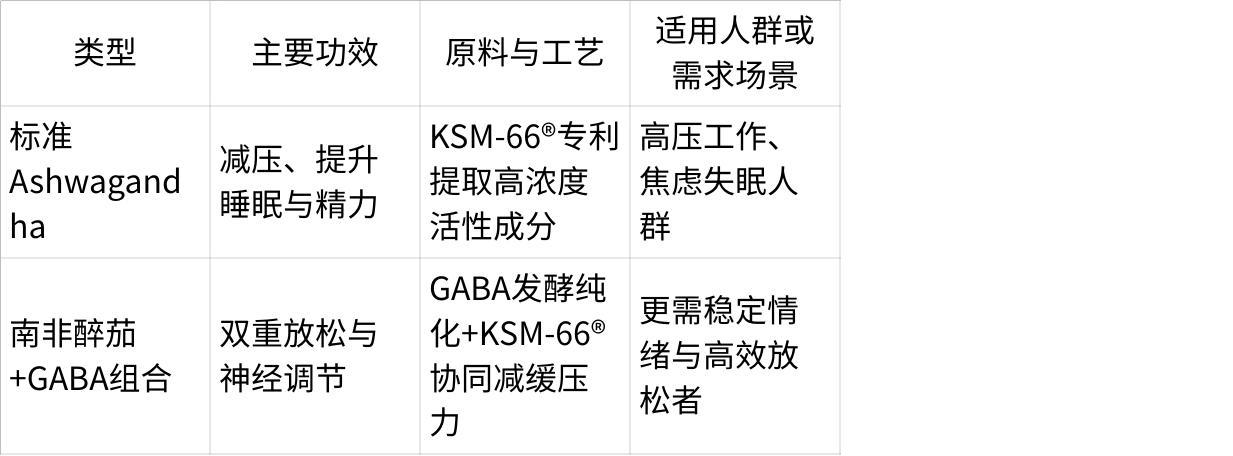 类型
主要功效
原料与工艺
适用人群或
需求场景
标准
Ashwagand
ha
减压、提升
睡眠与精力
KSM-66®专利
提取高浓度
活性成分
高压工作、
焦虑失眠人
群
南非醉茄
+GABA组合
双重放松与
神经调节
GABA发酵纯
化+KSM-66®
协同减缓压
力
更需稳定情
绪与高效放
松者